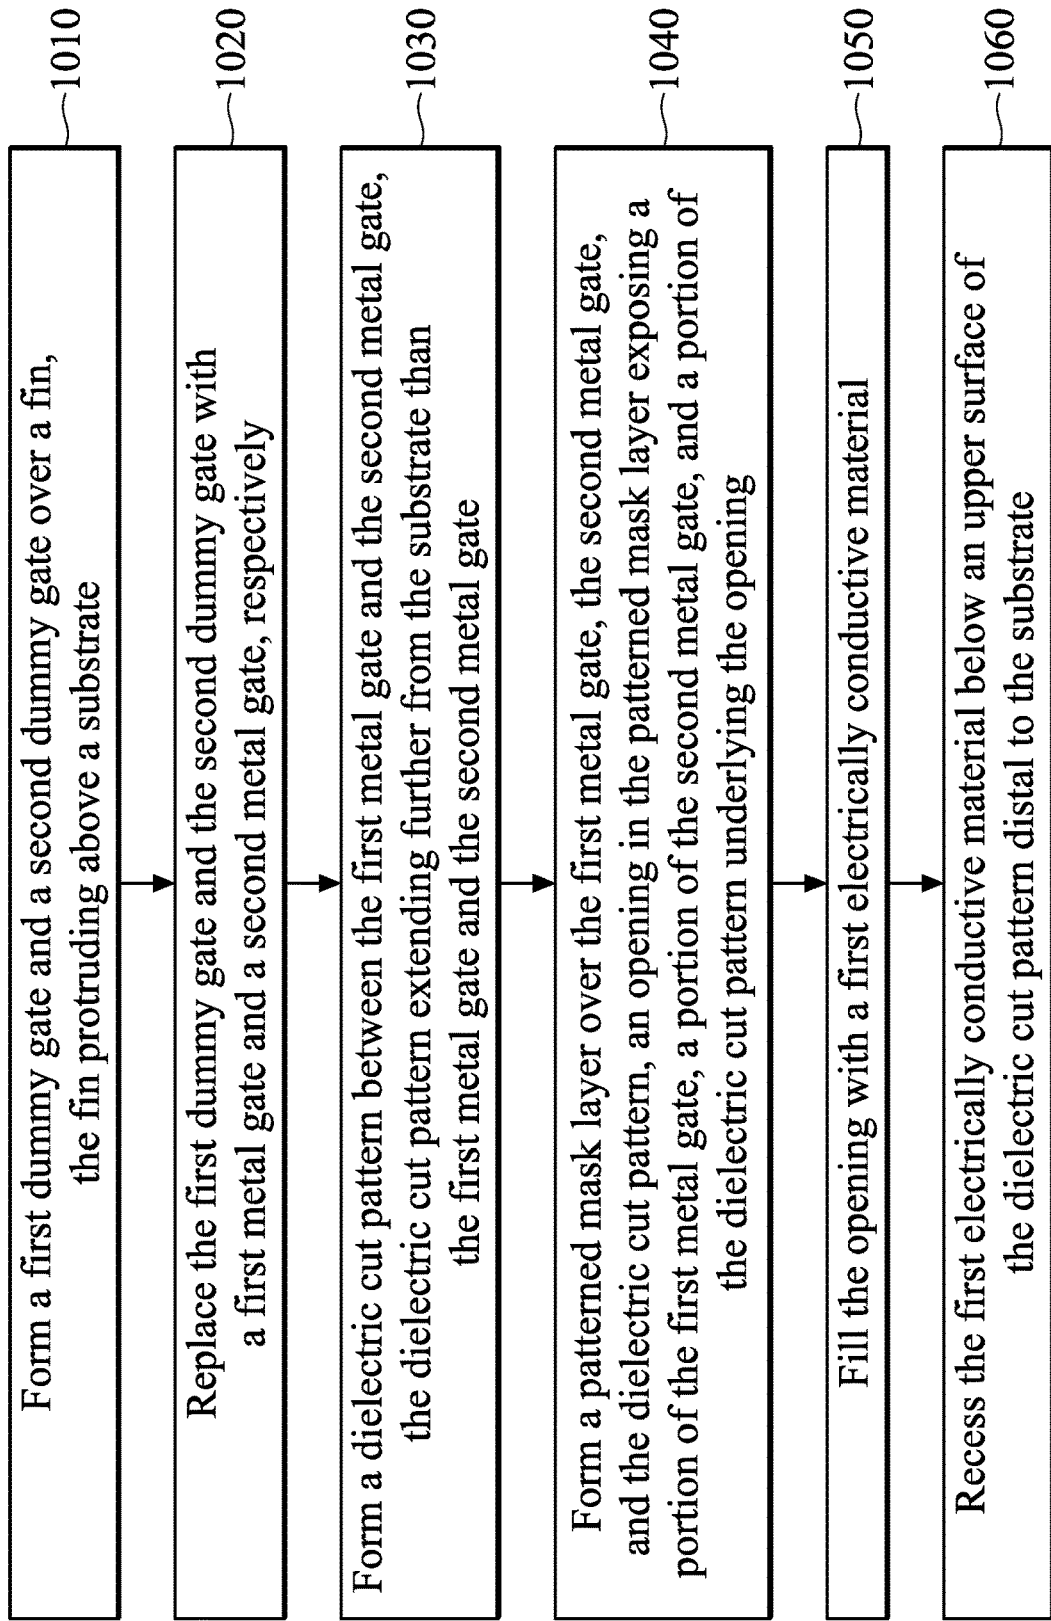 Form a first dummy gate and a second dummy gate over a fin,
the fin protruding above a substrate
1010
Replace the first dummy gate and the second dummy gate with
a first metal gate and a second metal gate, respectively
1020
Form a dielectric cut pattern between the first metal gate and the second metal gate,
the dielectric cut pattern extending further from the substrate than
the first metal gate and the second metal gate
1030
Form a patterned mask layer over the first metal gate, the second metal gate,
and the dielectric cut pattern, an opening in the patterned mask layer exposing a
portion of the first metal gate, a portion of the second metal gate, and a portion of
the dielectric cut pattern underlying the opening
1040
Fill the opening with a first electrically conductive material
1050
Recess the first electrically conductive material below an upper surface of
the dielectric cut pattern distal to the substrate
1060